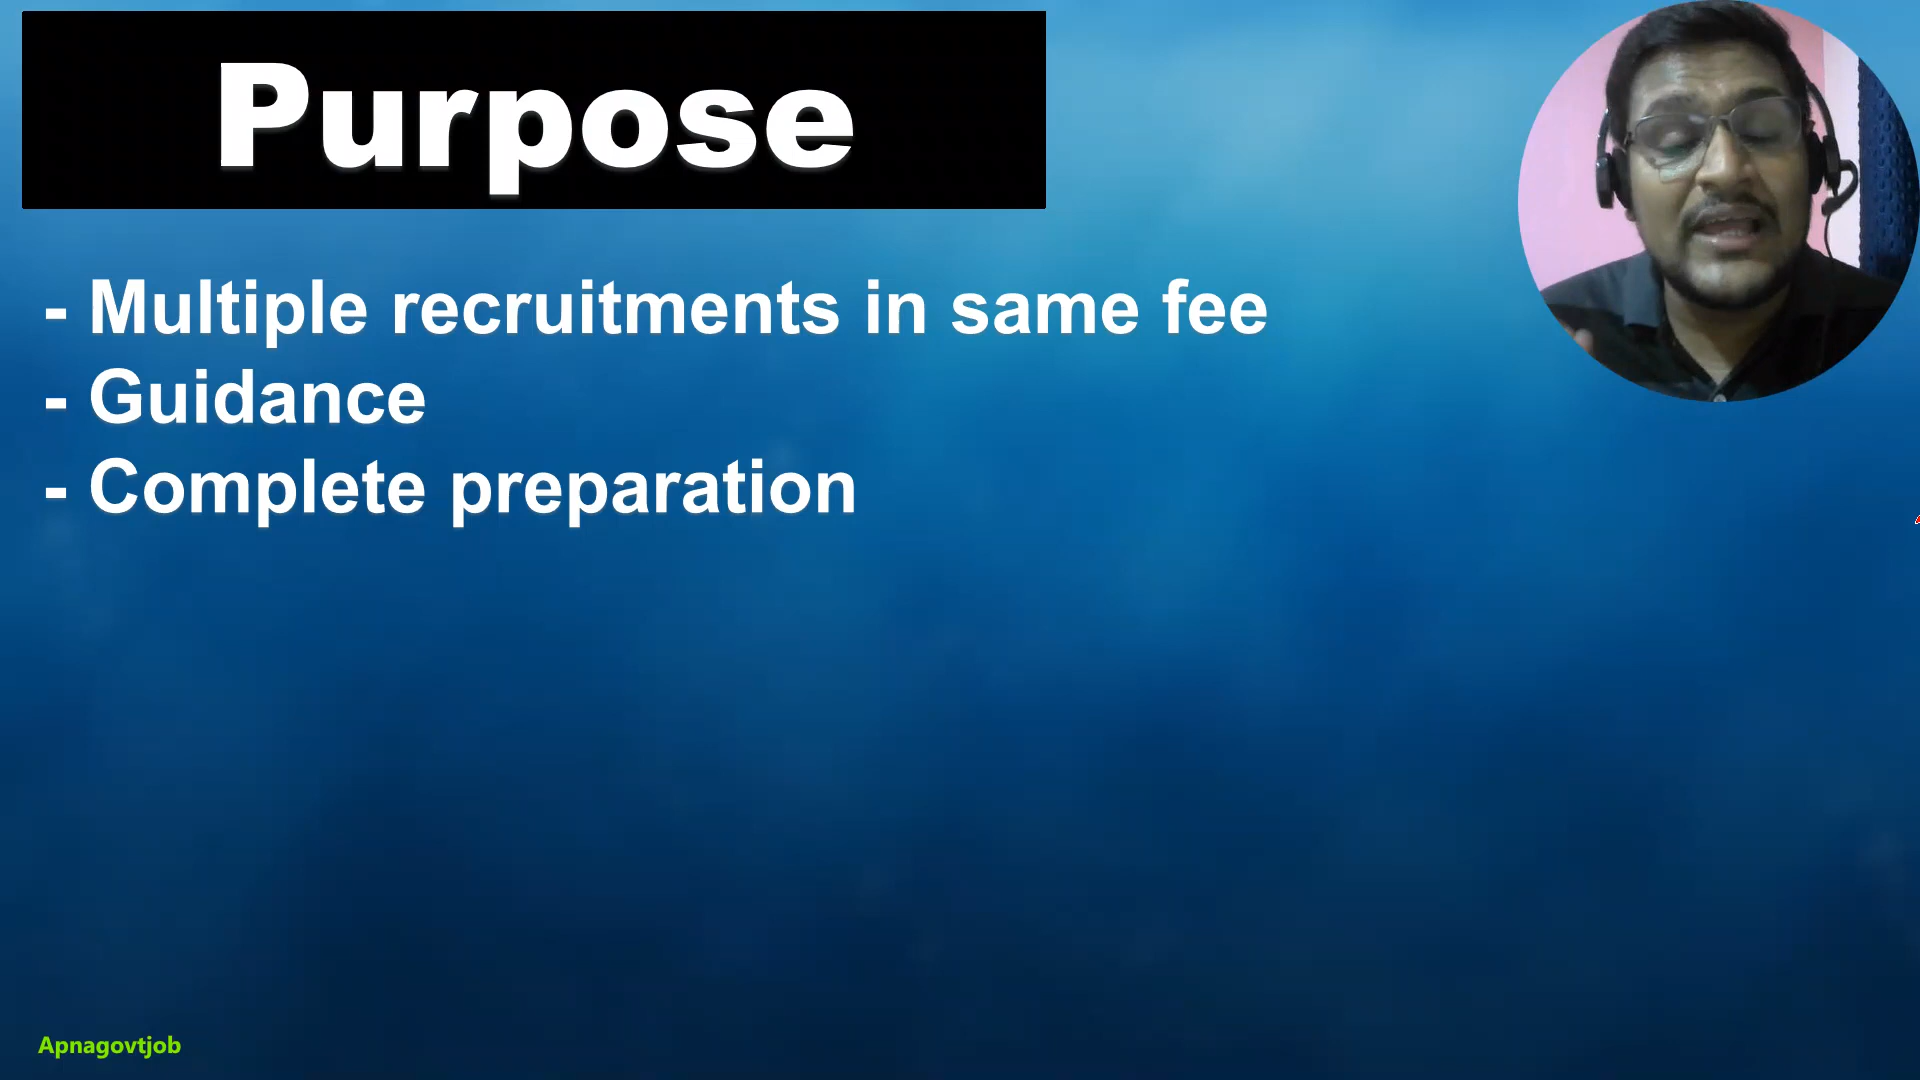 Purpose
- Multiple recruitments in same fee
- Guidance
- Complete preparation
Apnagovtjob